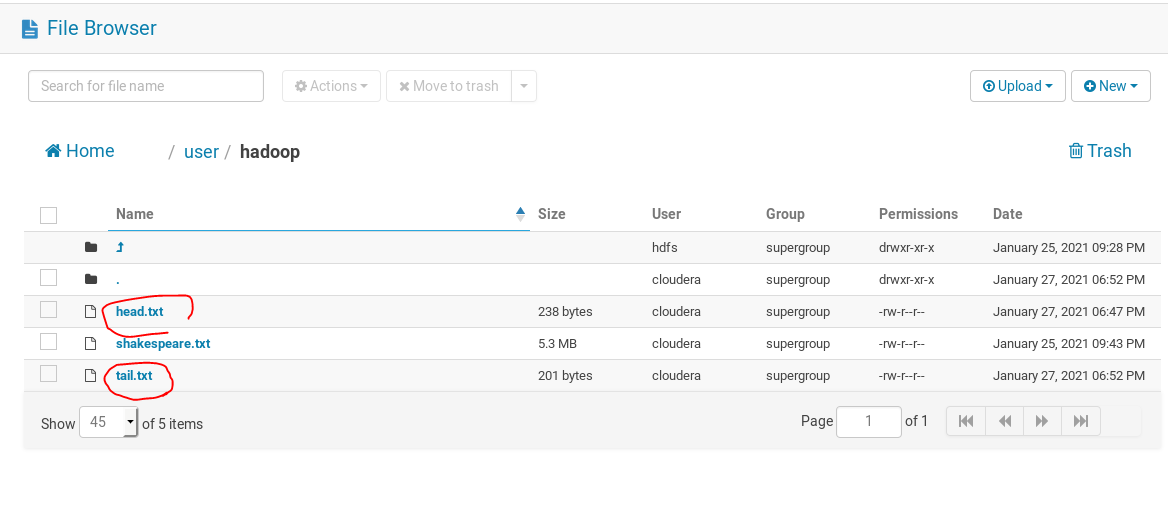 File Browser
Search for file name Actions Move to trash Upload New
Home / user / hadoop Trash
Name Size User Group Permissions Date
hdfs supergroup drwxr-xr-x January 25, 2021 09:28 PM
. cloudera supergroup drwxr-xr-x January 27, 2021 06:52 PM
head.txt 238 bytes cloudera supergroup -rw-r--r-- January 27, 2021 06:47 PM
shakespeare.txt 5.3 MB cloudera supergroup -rw-r--r-- January 25, 2021 09:43 PM
tail.txt 201 bytes cloudera supergroup -rw-r--r-- January 27, 2021 06:52 PM
Show 45 of 5 items Page 1 of 1